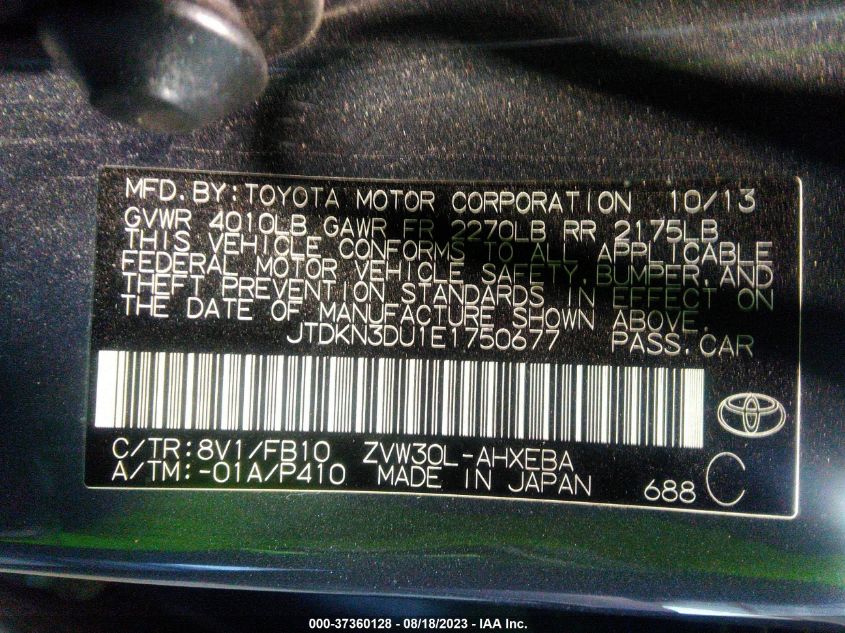 MFD.BY:TOYOTA MOTOR CORPORATION 10/13
GVWR 4010LB GAWR FR 2270LB RR 2175LB
THIS VEHICLE CONFORMS TO ALL APPLICABLE
FEDERAL MOTOR VEHICLE SAFETY,BUMPER,AND
THEFT PREVENTION STANDARDS IN EFFECT ON
THE DATE OF MANUFACTURE SHOWN ABOVE.
JTDKN3DU1E1750677 PASS.CAR
C/TR:8V1/FB10 ZVW30L-AHXEBA
A/TM:-01A/P410 MADE IN JAPAN 688 C
000-37360128 - 08/18/2023 - IAA Inc.